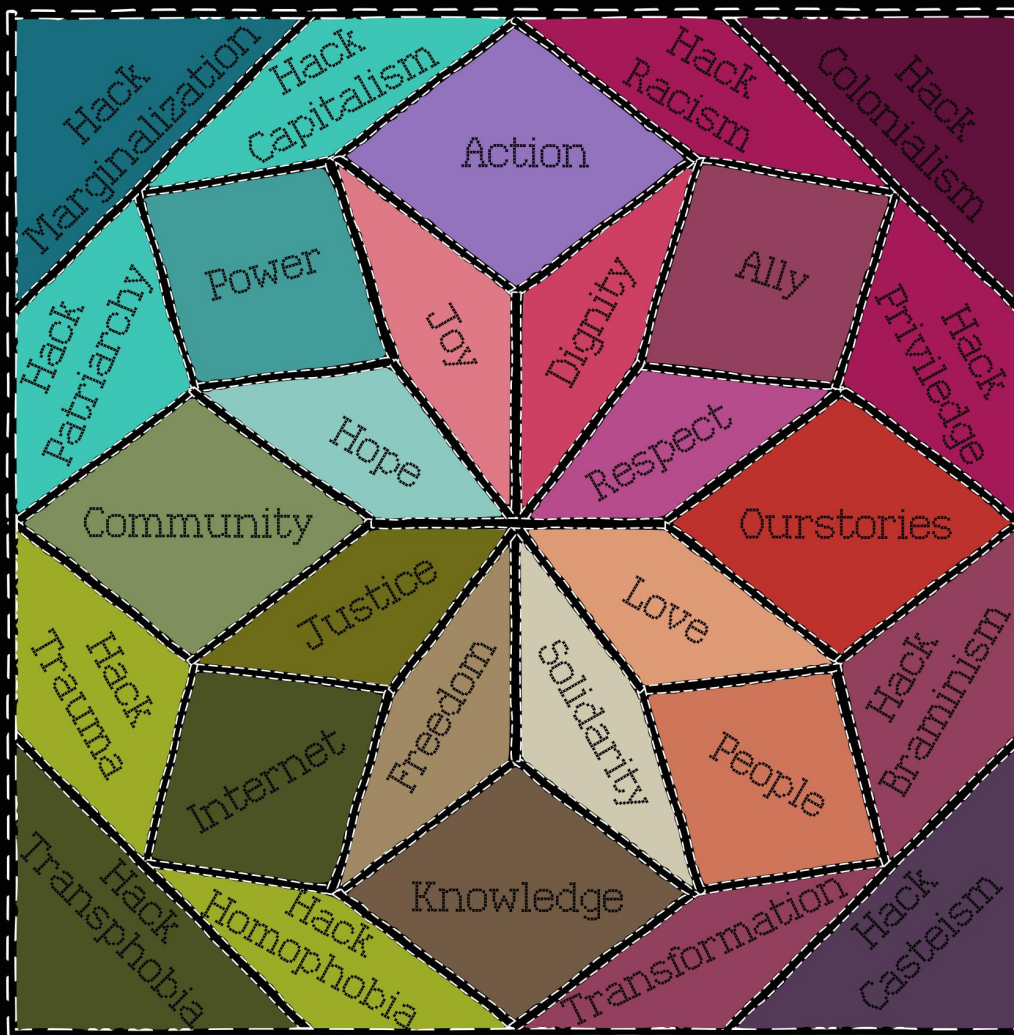 Hack
Marginalization
Hack
Capitalism
Hack
Racism
Hack
Colonialism
Action
Power
Joy
Dignity
Ally
Hack
Patriarchy
Hack
Priviledge
Hope
Respect
Community
Ourstories
Justice
Love
Hack
Trauma
Freedom
Solidarity
Hack
Braminism
Internet
People
Hack
Transphobia
Hack
Homophobia
Knowledge
Transformation
Hack
Casteism